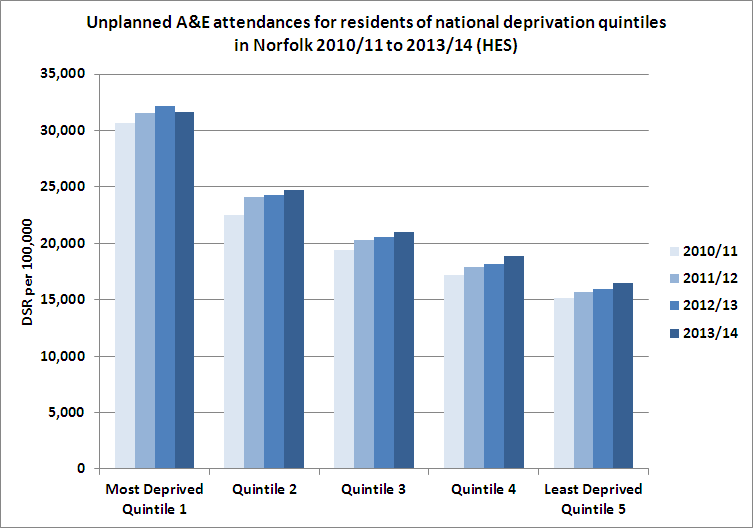 Unplanned A&E attendances for residents of national deprivation quintiles
in Norfolk 2010/11 to 2013/14 (HES)
35,000
30,000
25,000
20,000
15,000
10,000
5,000
0
DSR per 100,000
Most Deprived
Quintile 1
Quintile 2
Quintile 3
Quintile 4
Least Deprived
Quintile 5
2010/11
2011/12
2012/13
2013/14